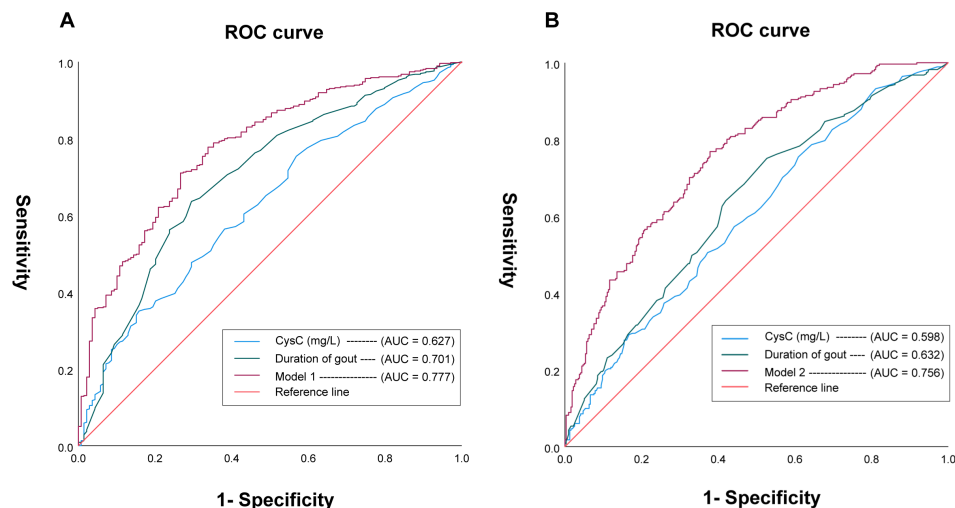 A
ROC curve
Sensitivity
1.0
0.8
0.6
0.4
0.2
0.0
CysC (mg/L) -------- (AUC = 0.627)
Duration of gout ---- (AUC = 0.701)
Model 1 --------------- (AUC = 0.777)
Reference line
0.0 0.2 0.4 0.6 0.8 1.0
1- Specificity
B
ROC curve
Sensitivity
1.0
0.8
0.6
0.4
0.2
0.0
CysC (mg/L) -------- (AUC = 0.598)
Duration of gout ---- (AUC = 0.632)
Model 2 --------------- (AUC = 0.756)
Reference line
0.0 0.2 0.4 0.6 0.8 1.0
1- Specificity